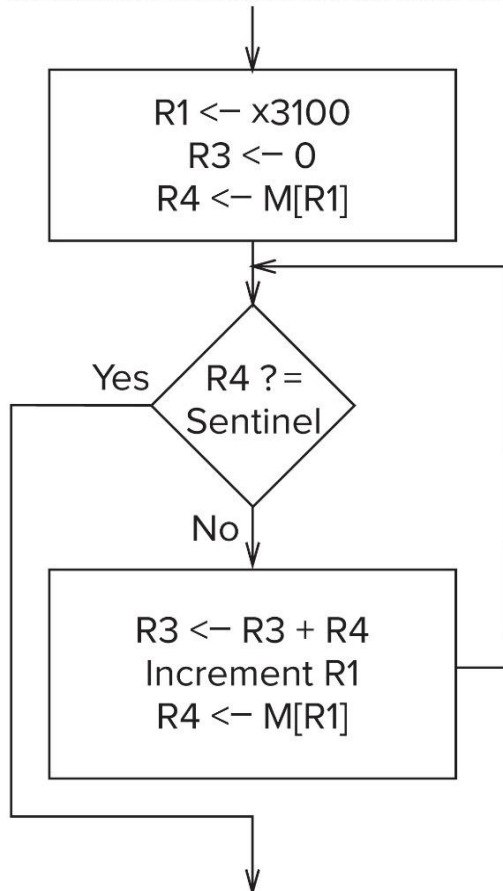 R1 <– x3100
R3 <– 0
R4 <– M[R1]
Yes
R4 ?=
Sentinel
No
R3 <– R3 + R4
Increment R1
R4 <– M[R1]